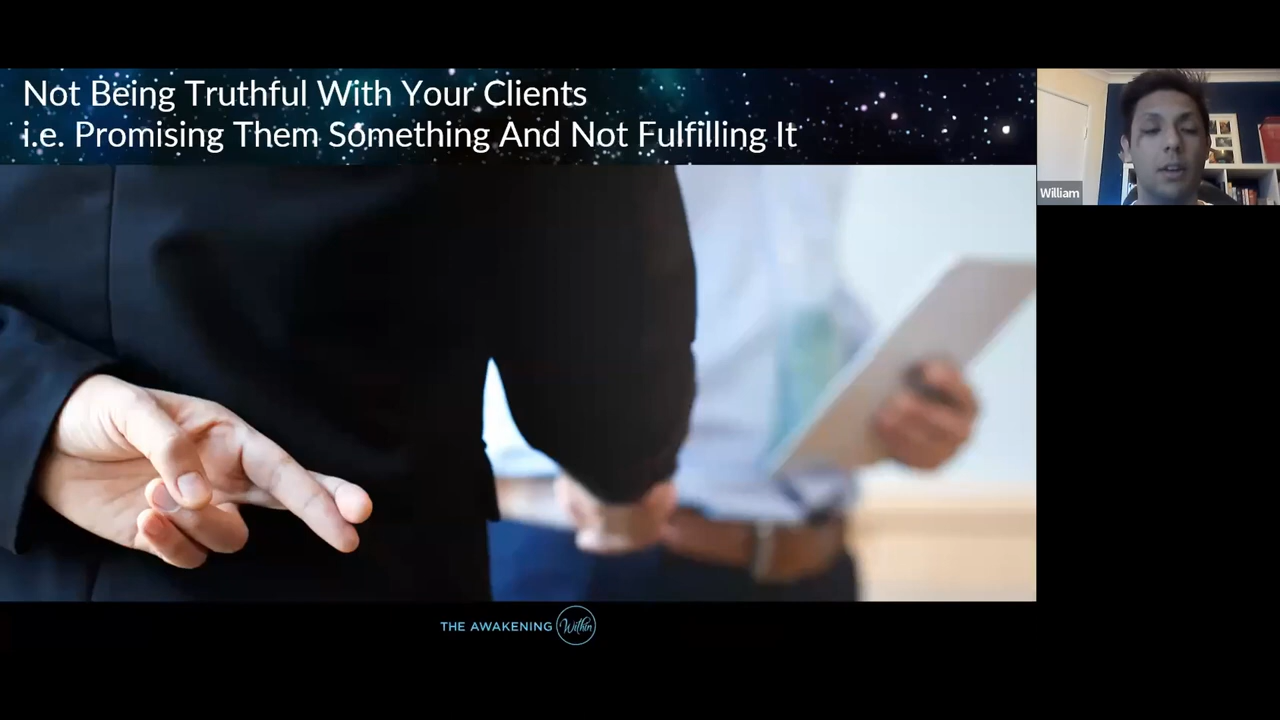 Not Being Truthful With Your Clients
i.e. Promising Them Something And Not Fulfilling It
William
THE AWAKENING Within